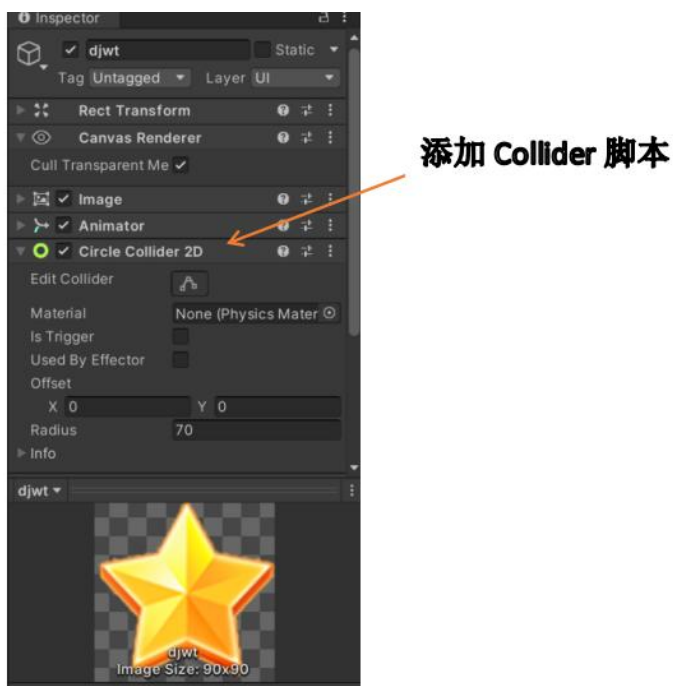 Inspector
djwt
Static
Tag Untagged
Layer UI
Rect Transform
Canvas Renderer
Cull Transparent Me
Image
Animator
Circle Collider 2D
Edit Collider
Material None (Physics Mater
Is Trigger
Used By Effector
Offset
X 0 Y 0
Radius 70
Info
djwt
djwt
Image Size: 90x90
添加 Collider 脚本